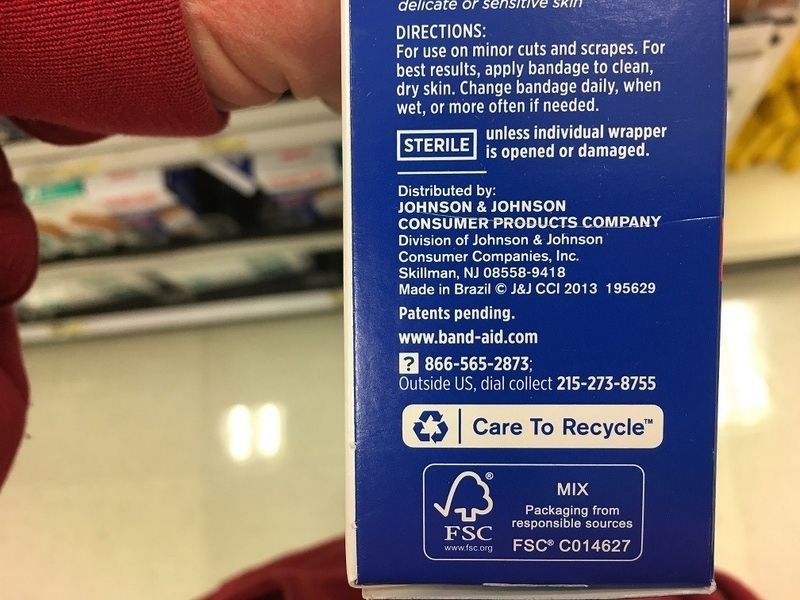 delicate or sensitive skin
DIRECTIONS:
For use on minor cuts and scrapes. For
best results, apply bandage to clean,
dry skin. Change bandage daily, when
wet, or more often if needed.
STERILE unless individual wrapper
is opened or damaged.
Distributed by:
JOHNSON & JOHNSON
CONSUMER PRODUCTS COMPANY
Division of Johnson & Johnson
Consumer Companies, Inc.
Skillman, NJ 08558-9418
Made in Brazil © J&J CCI 2013 195629
Patents pending.
www.band-aid.com
? 866-565-2873;
Outside US, dial collect 215-273-8755
Care To Recycle™
MIX
Packaging from
responsible sources
FSC® C014627
®
FSC
www.fsc.org